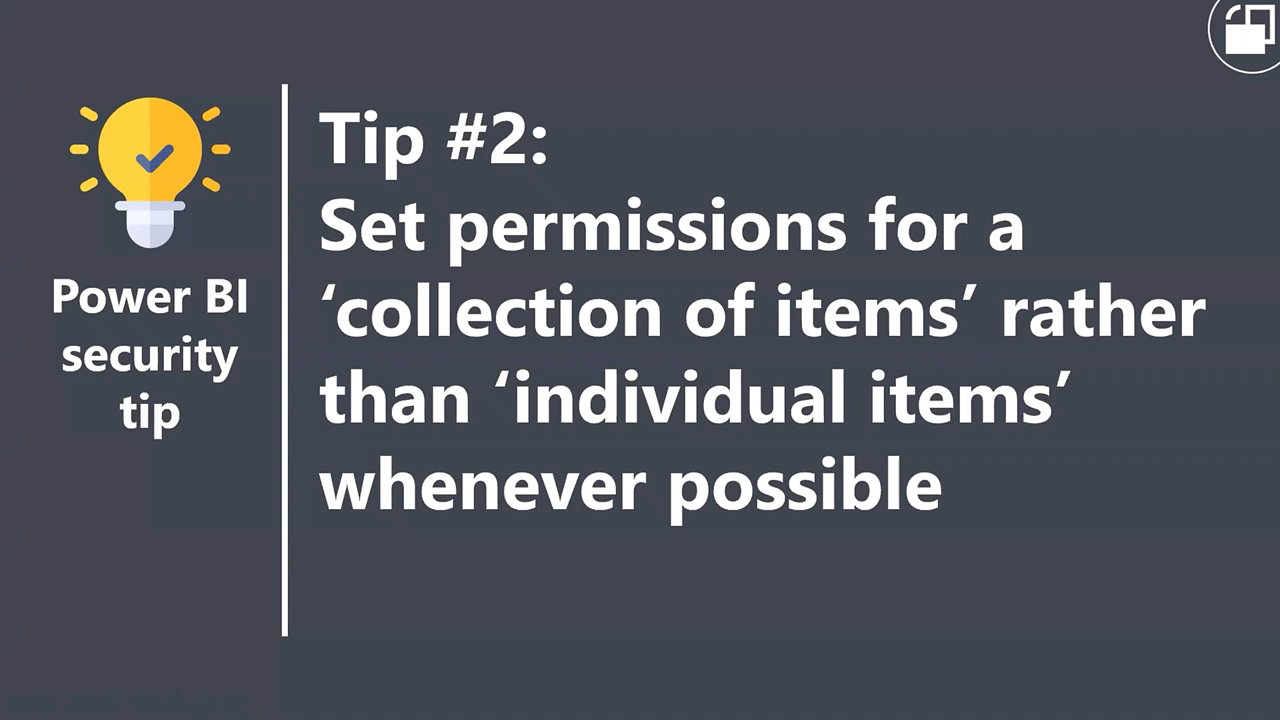 Power BI
security
tip
Tip #2:
Set permissions for a
‘collection of items’ rather
than ‘individual items’
whenever possible